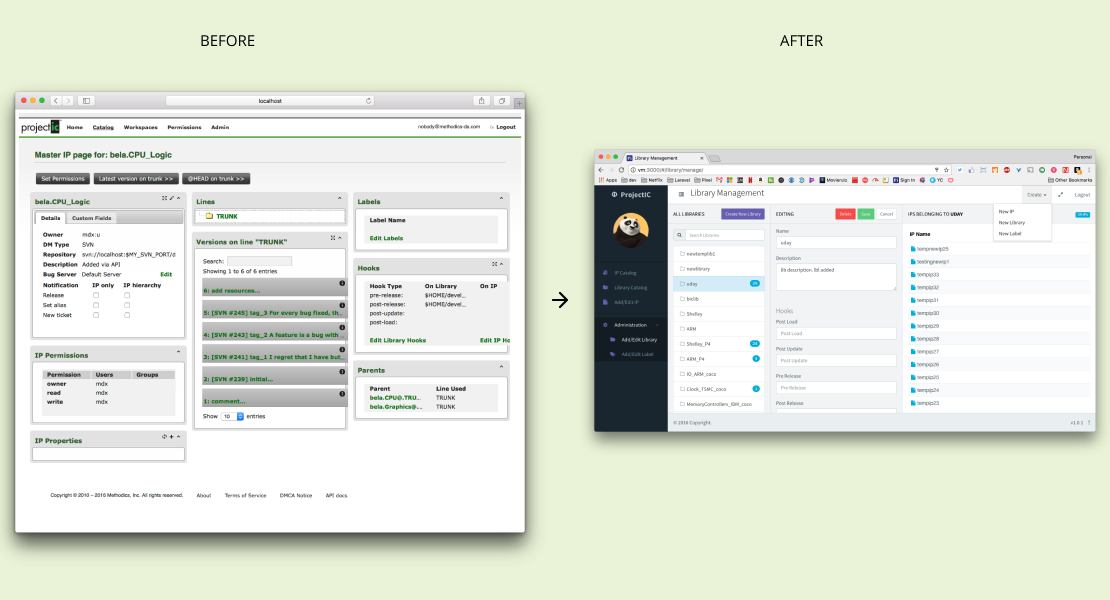 BEFORE
AFTER
localhost
projectIC
Home Catalog Workspaces Permissions Admin
nobody@methodics-da.com Logout
Master IP page for: bela.CPU_Logic
Set Permissions Latest version on trunk >> @HEAD on trunk >>
bela.CPU_Logic
Details Custom Fields
Owner mdx:u
DM Type SVN
Repository svn://localhost:$MY_SVN_PORT/d
Description Added via API
Bug Server Default Server Edit
Notification IP only IP hierarchy
Release
Set alias
New ticket
IP Permissions
Permission Users Groups
owner mdx
read mdx
write mdx
IP Properties
Lines
TRUNK
Versions on line "TRUNK"
Search:
Showing 1 to 6 of 6 entries
6: add resources...
5: [SVN #245] tag_3 For every bug fixed, th...
4: [SVN #243] tag_2 A feature is a bug with ...
3: [SVN #241] tag_1 I regret that I have but...
2: [SVN #239] initial...
1: comment...
Show 10 entries
Labels
Label Name
Edit Labels
Hooks
Hook Type On Library On IP
pre-release: $HOME/devel...
post-release: $HOME/devel...
post-update:
post-load:
Edit Library Hooks Edit IP Ho
Parents
Parent Line Used
bela.CPU@.TRU... TRUNK
bela.Graphics@... TRUNK
Copyright © 2010 – 2016 Methodics, Inc. All rights reserved. About Terms of Service DMCA Notice API docs
Library Management
Personal
vm:3000/#/library/manage/
Apps dev Netflix Laravel Pixel MovieruIo Sign In YC Other Bookmarks
ProjectIC
IP Catalog
Library Catalog
Add/Edit IP
Administration
Add/Edit Library
Add/Edit Label
Library Management
Create Logout
New IP
New Library
New Label
ALL LIBRARIES Create New Library
Search Libraries
newtemplib1
newlibrary
uday
biclib
Shelley
ARM
Shelley_P4
ARM_P4
IO_ARM_coco
Clock_TSMC_coco
MemoryControllers_IBM_coco
EDITING Delete Save Cancel
Name
uday
Description
lib description. lbl added
Hooks
Post Load
Post Load
Post Update
Post Update
Pre Release
Pre Release
Post Release
IPS BELONGING TO UDAY
IP Name
tempnewip25
testingnewip1
tempip33
tempip32
tempip31
tempip30
tempip29
tempip28
tempip27
tempip26
tempip25
tempip24
tempip23
© 2016 Copyright.
v1.0.1